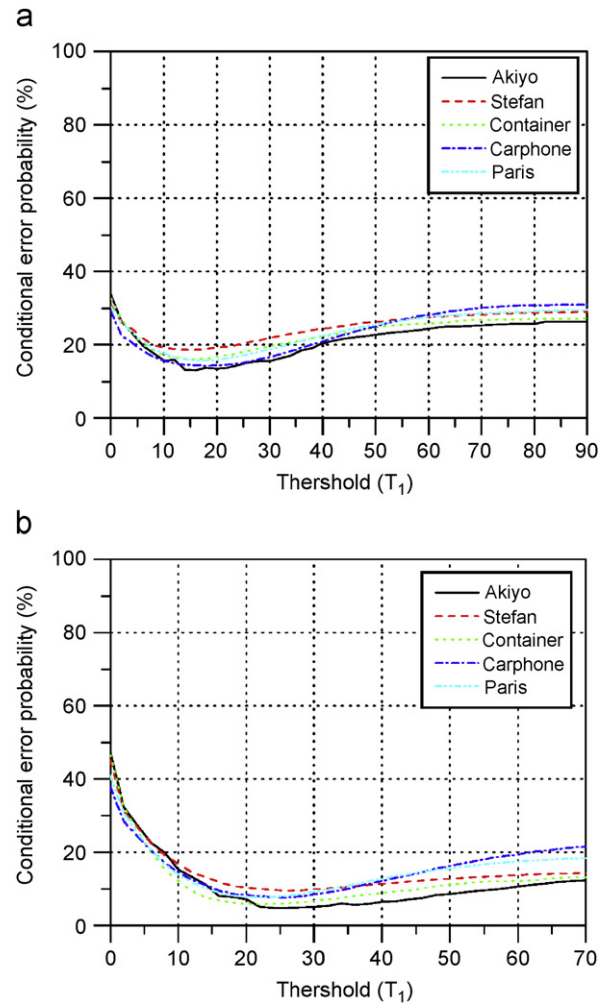 a
100
80
60
40
20
0
Conditional error probability (%)
Akiyo
Stefan
Container
Carphone
Paris
0 10 20 30 40 50 60 70 80 90
Thershold (T₁)
b
100
80
60
40
20
0
Conditional error probability (%)
Akiyo
Stefan
Container
Carphone
Paris
0 10 20 30 40 50 60 70
Thershold (T₁)